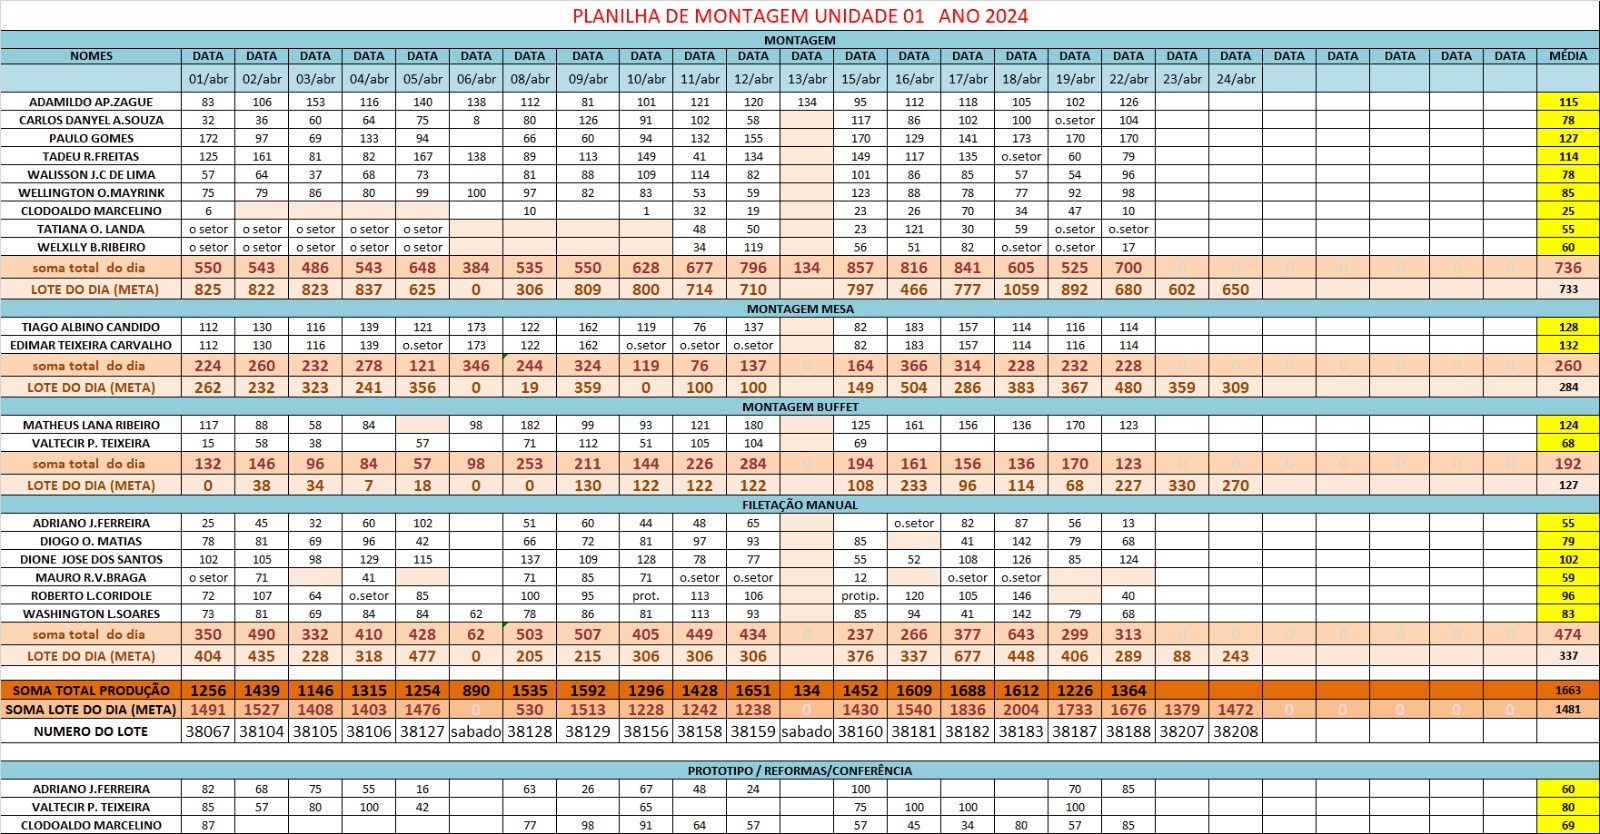 PLANILHA DE MONTAGEM UNIDADE 01 ANO 2024
MONTAGEM
NOMES DATA DATA DATA DATA DATA DATA DATA DATA DATA DATA DATA DATA DATA DATA DATA DATA DATA DATA DATA DATA DATA DATA DATA DATA DATA MÉDIA
01/abr 02/abr 03/abr 04/abr 05/abr 06/abr 08/abr 09/abr 10/abr 11/abr 12/abr 13/abr 15/abr 16/abr 17/abr 18/abr 19/abr 22/abr 23/abr 24/abr
ADAMILDO AP.ZAGUE 83 106 153 116 140 138 112 81 101 121 120 134 95 112 118 105 102 126 115
CARLOS DANYEL A.SOUZA 32 36 60 64 75 8 80 126 91 102 58 117 86 102 100 o.setor 104 78
PAULO GOMES 172 97 69 133 94 66 60 94 132 155 170 129 141 173 170 170 127
TADEU R.FREITAS 125 161 81 82 167 138 89 113 149 41 134 149 117 135 o.setor 60 79 114
WALISSON J.C DE LIMA 57 64 37 68 73 81 88 109 114 82 101 86 85 57 54 96 78
WELLINGTON O.MAYRINK 75 79 86 80 99 100 97 82 83 53 59 123 88 78 77 92 98 85
CLODOALDO MARCELINO 6 10 1 32 19 23 26 70 34 47 10 25
TATIANA O. LANDA o setor o setor o setor o setor o setor 48 50 23 121 30 59 o.setor o.setor 55
WELXLLY B.RIBEIRO o setor o setor o setor o setor o setor 34 119 56 51 82 o.setor o.setor 17 60
soma total do dia 550 543 486 543 648 384 535 550 628 677 796 134 857 816 841 605 525 700 0 0 0 0 0 0 0 736
LOTE DO DIA (META) 825 822 823 837 625 0 306 809 800 714 710 797 466 777 1059 892 680 602 650 733
MONTAGEM MESA
TIAGO ALBINO CANDIDO 112 130 116 139 121 173 122 162 119 76 137 82 183 157 114 116 114 128
EDIMAR TEIXEIRA CARVALHO 112 130 116 139 o.setor 173 122 162 o.setor o.setor o.setor 82 183 157 114 116 114 132
soma total do dia 224 260 232 278 121 346 244 324 119 76 137 0 164 366 314 228 232 228 0 0 0 0 0 0 0 260
LOTE DO DIA (META) 262 232 323 241 356 0 19 359 0 100 100 149 504 286 383 367 480 359 309 284
MONTAGEM BUFFET
MATHEUS LANA RIBEIRO 117 88 58 84 98 182 99 93 121 180 125 161 156 136 170 123 124
VALTECIR P. TEIXEIRA 15 58 38 57 71 112 51 105 104 69 68
soma total do dia 132 146 96 84 57 98 253 211 144 226 284 0 194 161 156 136 170 123 0 0 0 0 0 0 0 192
LOTE DO DIA (META) 0 38 34 7 18 0 0 130 122 122 122 108 233 96 114 68 227 330 270 127
FILETAÇÃO MANUAL
ADRIANO J.FERREIRA 25 45 32 60 102 51 60 44 48 65 o.setor 82 87 56 13 55
DIOGO O. MATIAS 78 81 69 96 42 66 72 81 97 93 85 41 142 79 68 79
DIONE JOSE DOS SANTOS 102 105 98 129 115 137 109 128 78 77 55 52 108 126 85 124 102
MAURO R.V.BRAGA o setor 71 41 71 85 71 o.setor o.setor 12 o.setor o.setor 59
ROBERTO L.CORIDOLE 72 107 64 o.setor 85 100 95 prot. 113 106 protip. 120 105 146 40 96
WASHINGTON L.SOARES 73 81 69 84 84 62 78 86 81 113 93 85 94 41 142 79 68 83
soma total do dia 350 490 332 410 428 62 503 507 405 449 434 0 237 266 377 643 299 313 0 0 0 0 0 0 0 474
LOTE DO DIA (META) 404 435 228 318 477 0 205 215 306 306 306 376 337 677 448 406 289 88 243 337
SOMA TOTAL PRODUÇÃO 1256 1439 1146 1315 1254 890 1535 1592 1296 1428 1651 134 1452 1609 1688 1612 1226 1364 1663
SOMA LOTE DO DIA (META) 1491 1527 1408 1403 1476 0 530 1513 1228 1242 1238 0 1430 1540 1836 2004 1733 1676 1379 1472 0 0 0 0 0 1481
NUMERO DO LOTE 38067 38104 38105 38106 38127 sabado 38128 38129 38156 38158 38159 sabado 38160 38181 38182 38183 38187 38188 38207 38208
PROTOTIPO / REFORMAS/CONFERÊNCIA
ADRIANO J.FERREIRA 82 68 75 55 16 63 26 67 48 24 100 70 85 60
VALTECIR P. TEIXEIRA 85 57 80 100 42 65 75 100 100 100 80
CLODOALDO MARCELINO 87 77 98 91 64 57 57 45 34 80 57 85 69